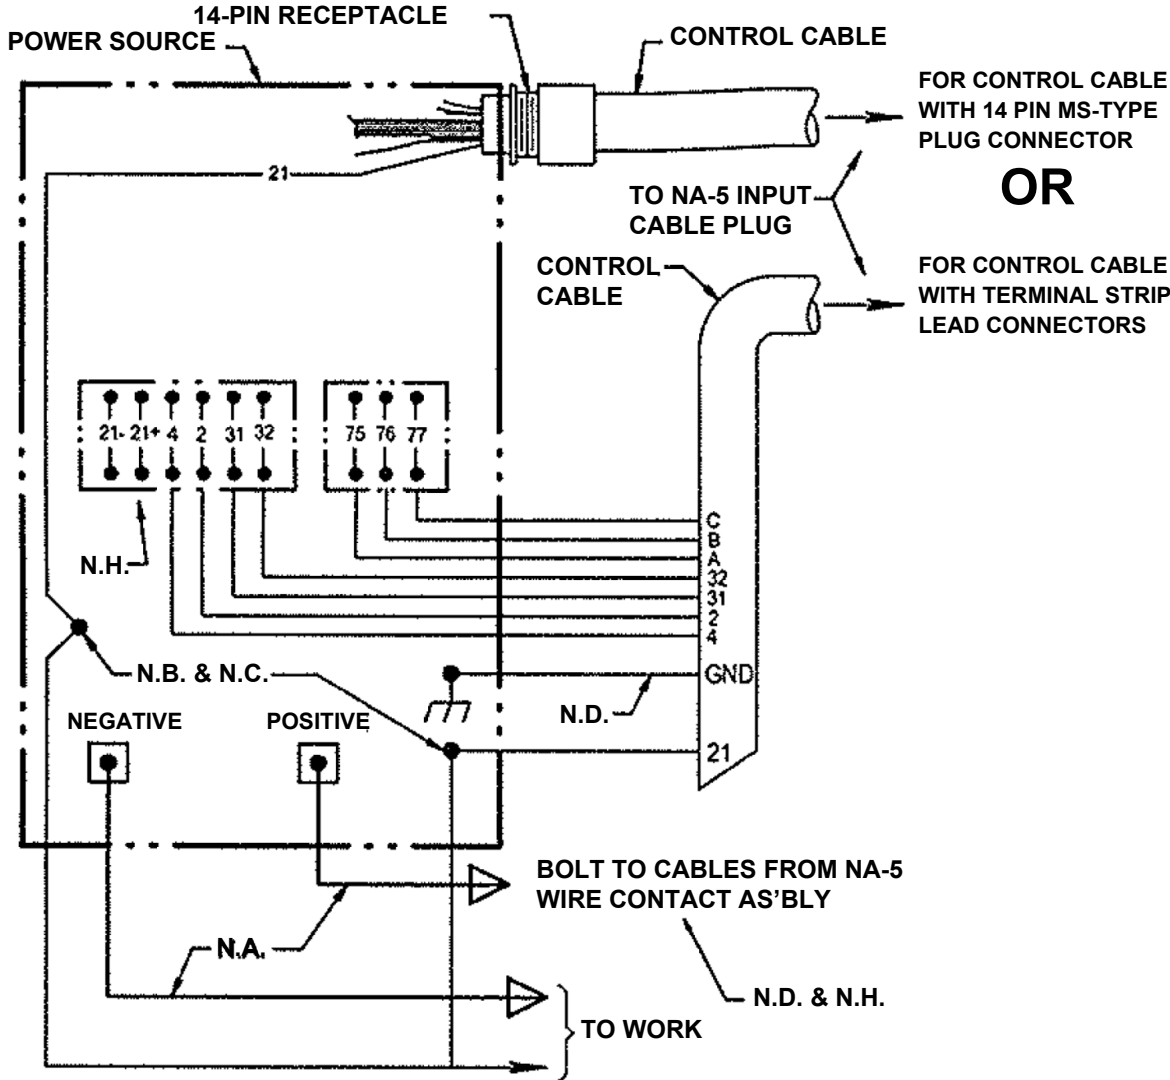 14-PIN RECEPTACLE
POWER SOURCE
CONTROL CABLE
FOR CONTROL CABLE
WITH 14 PIN MS-TYPE
PLUG CONNECTOR
OR
21
TO NA-5 INPUT
CABLE PLUG
CONTROL
CABLE
FOR CONTROL CABLE
WITH TERMINAL STRIP
LEAD CONNECTORS
21- 21+ 4 2 31 32
75 76 77
N.H.
C
B
A
32
31
2
4
GND
21
N.B. & N.C.
N.D.
NEGATIVE
POSITIVE
BOLT TO CABLES FROM NA-5
WIRE CONTACT AS'BLY
N.A.
N.D. & N.H.
TO WORK